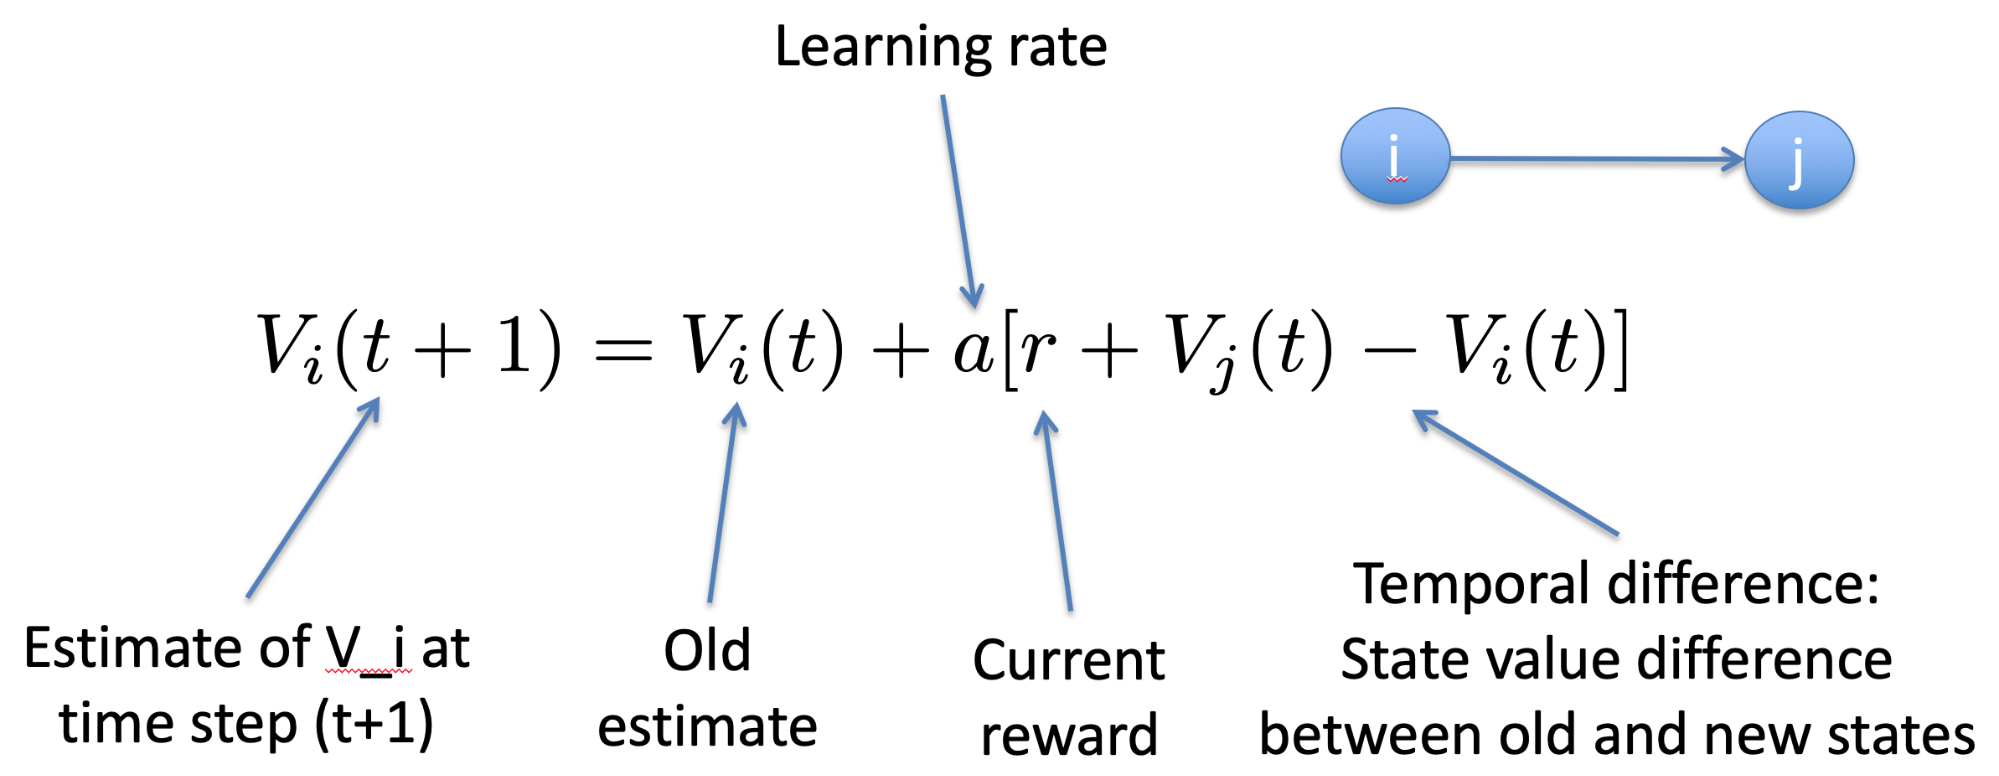 Learning rate
i
j
V_i(t + 1) = V_i(t) + a[r + V_j(t) − V_i(t)]
Estimate of V_i at
time step (t+1)
Old
estimate
Current
reward
Temporal difference:
State value difference
between old and new states